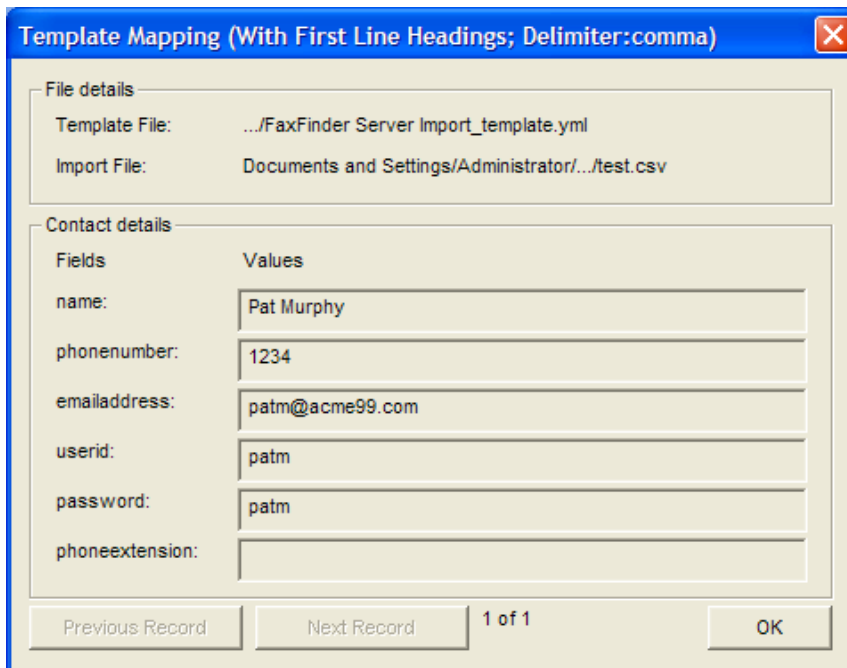 Template Mapping (With First Line Headings; Delimiter:comma)
File details
Template File: .../FaxFinder Server Import_template.yml
Import File: Documents and Settings/Administrator/.../test.csv
Contact details
Fields Values
name: Pat Murphy
phonenumber: 1234
emailaddress: patm@acme99.com
userid: patm
password: patm
phoneextension:
Previous Record Next Record 1 of 1 OK